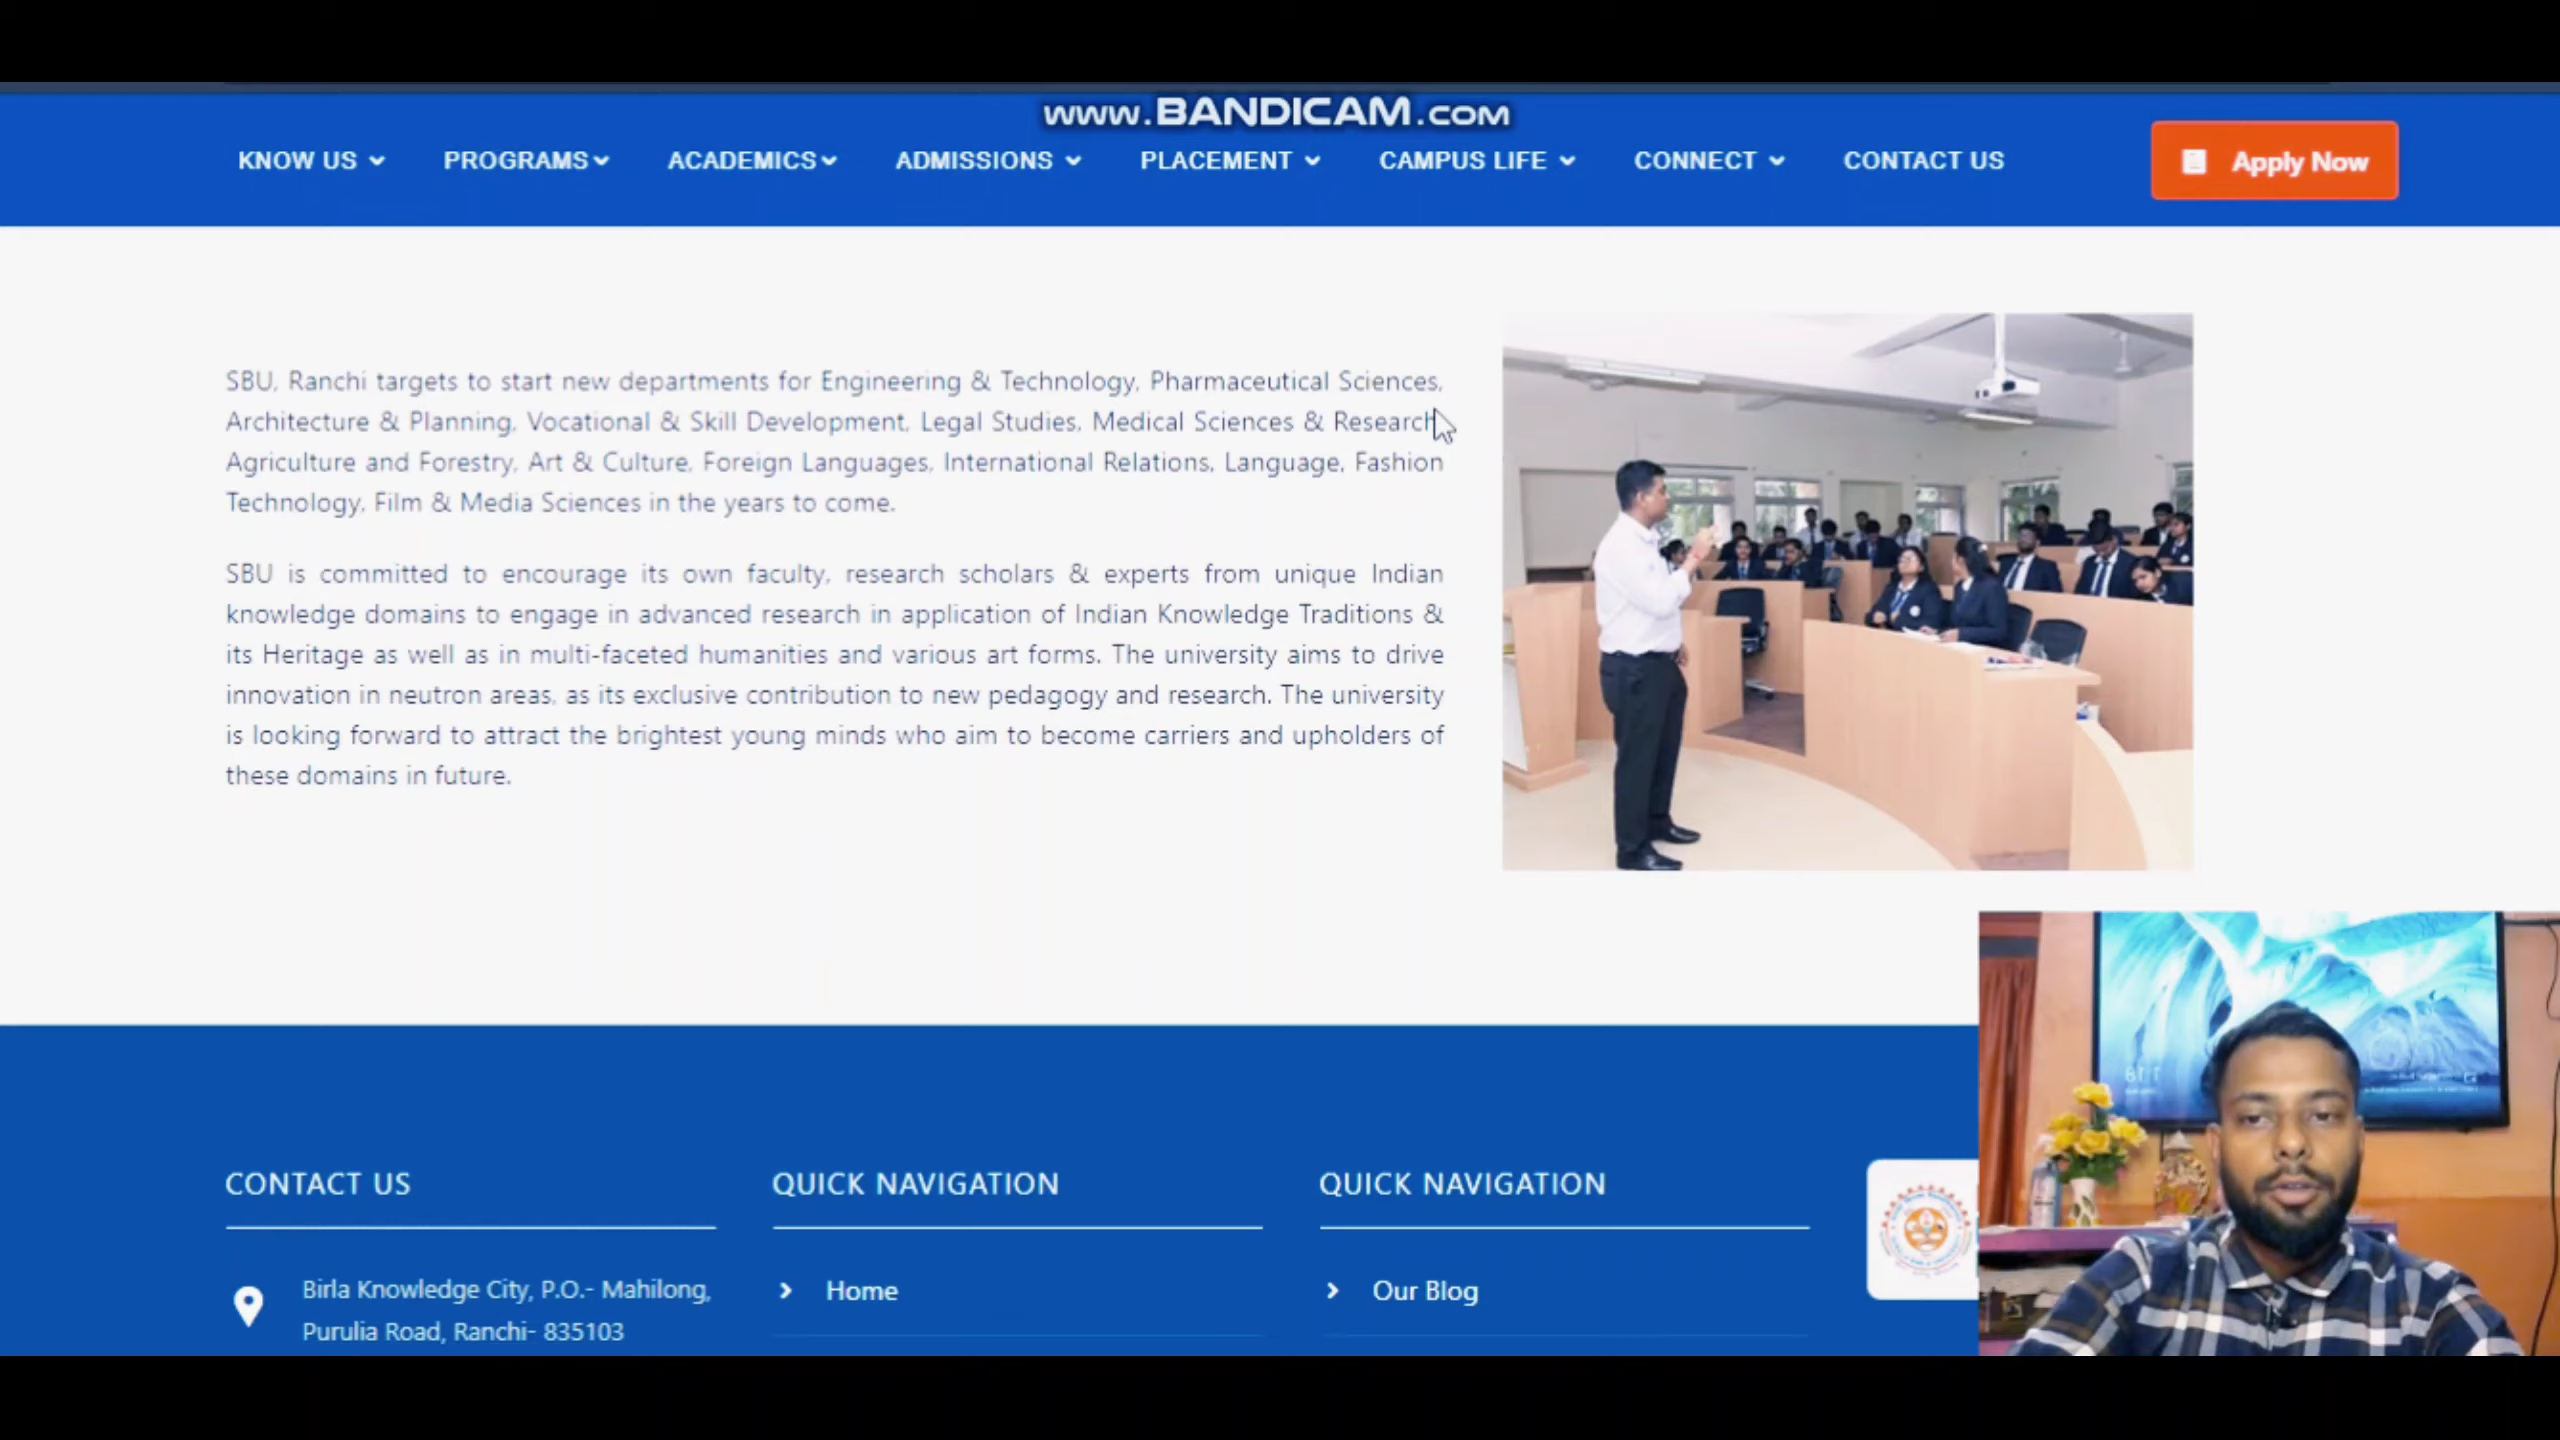 www.BANDICAM.com
KNOW US
PROGRAMS
ACADEMICS
ADMISSIONS
PLACEMENT
CAMPUS LIFE
CONNECT
CONTACT US
Apply Now
SBU, Ranchi targets to start new departments for Engineering & Technology, Pharmaceutical Sciences,
Architecture & Planning, Vocational & Skill Development, Legal Studies, Medical Sciences & Research
Agriculture and Forestry, Art & Culture, Foreign Languages, International Relations, Language, Fashion
Technology, Film & Media Sciences in the years to come.
SBU is committed to encourage its own faculty, research scholars & experts from unique Indian
knowledge domains to engage in advanced research in application of Indian Knowledge Traditions &
its Heritage as well as in multi-faceted humanities and various art forms. The university aims to drive
innovation in neutron areas, as its exclusive contribution to new pedagogy and research. The university
is looking forward to attract the brightest young minds who aim to become carriers and upholders of
these domains in future.
CONTACT US
QUICK NAVIGATION
QUICK NAVIGATION
Birla Knowledge City, P.O.- Mahilong,
Purulia Road, Ranchi- 835103
Home
Our Blog